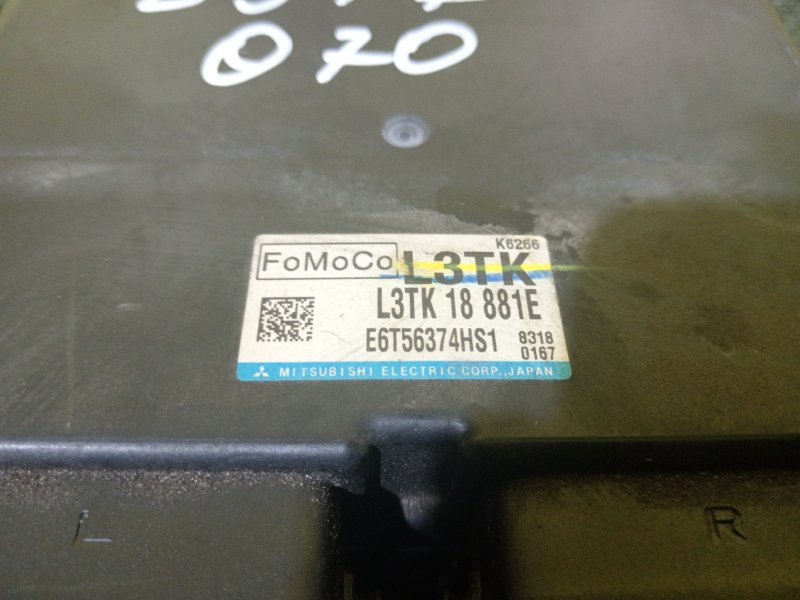 070
K6266
FoMoCo L3TK
L3TK 18 881E
E6T56374HS1 8318
0167
MITSUBISHI ELECTRIC CORP., JAPAN
L R